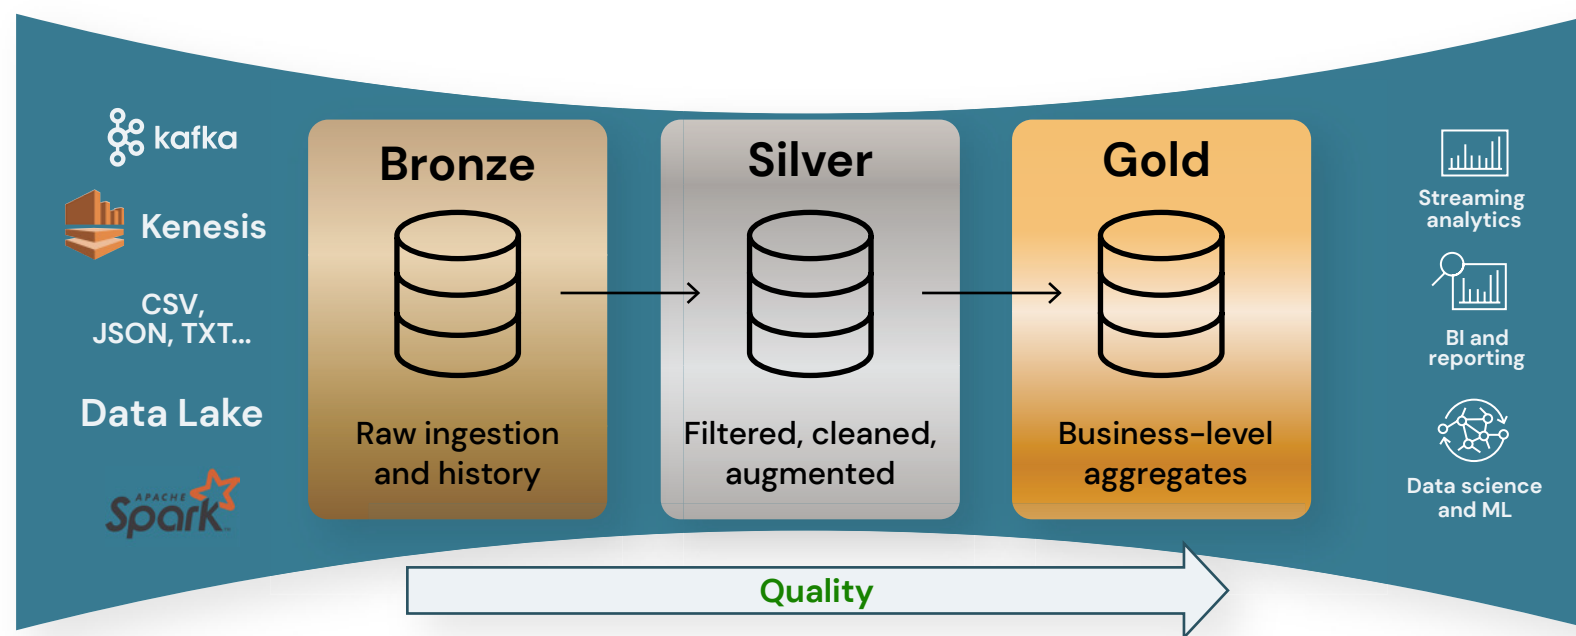 kafka
Kenesis
CSV,
JSON, TXT...
Data Lake
APACHE
Spark™
Bronze
Raw ingestion
and history
Silver
Filtered, cleaned,
augmented
Gold
Business-level
aggregates
Streaming
analytics
BI and
reporting
Data science
and ML
Quality